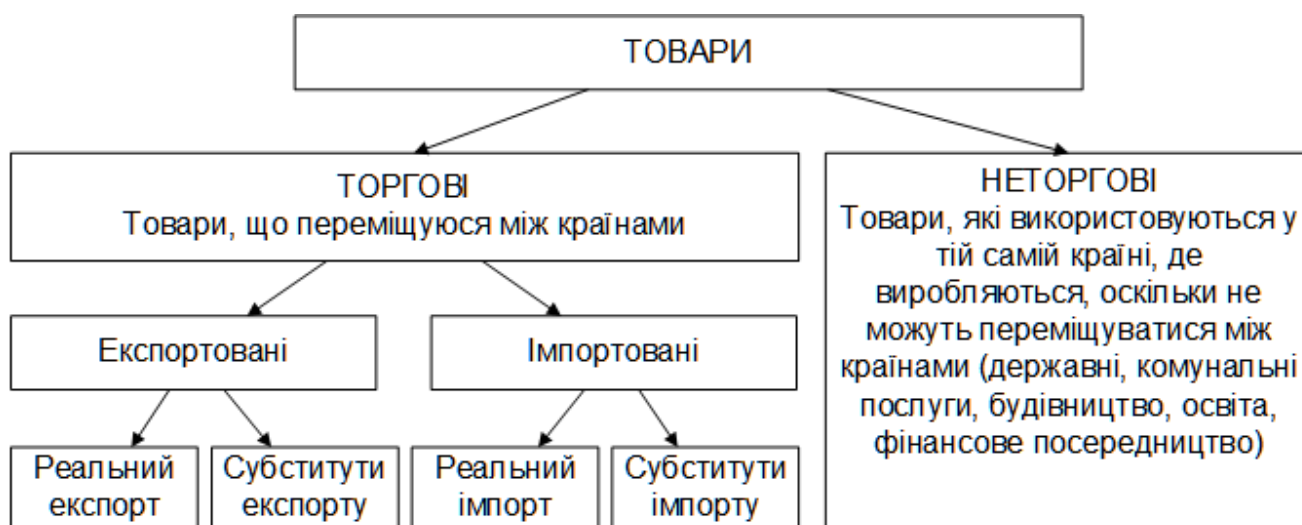 ТОВАРИ
ТОРГОВІ
Товари, що переміщуюся між країнами
НЕТОРГОВІ
Товари, які використовуються у
тій самій країні, де
виробляються, оскільки не
можуть переміщуватися між
країнами (державні, комунальні
послуги, будівництво, освіта,
фінансове посередництво)
Експортовані
Імпортовані
Реальний
експорт
Субститути
експорту
Реальний
імпорт
Субститути
імпорту